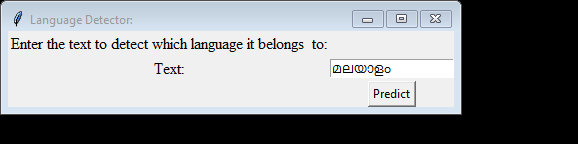 Language Detector:
Enter the text to detect which language it belongs  to:
Text: മലയാളം
Predict